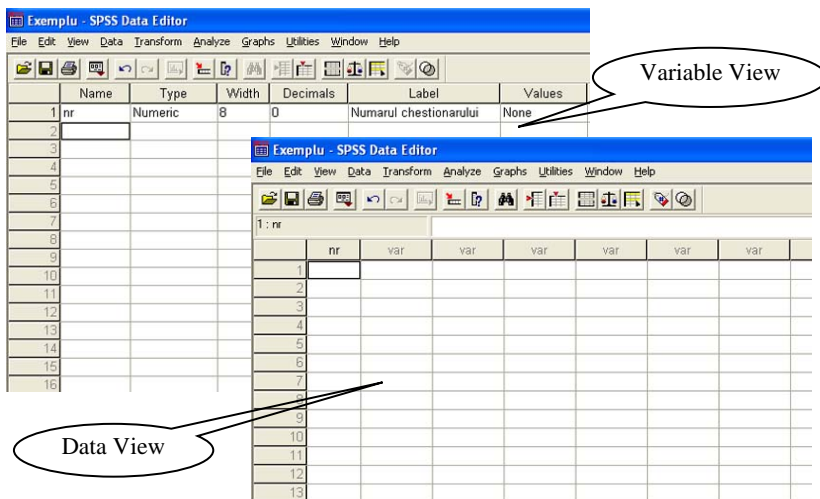 Exemplu - SPSS Data Editor
File Edit View Data Transform Analyze Graphs Utilities Window Help
Name Type Width Decimals Label Values
1 nr Numeric 8 0 Numarul chestionarului None
2
3
4
5
6
7
8
9
10
11
12
13
14
15
16
Variable View
Exemplu - SPSS Data Editor
File Edit View Data Transform Analyze Graphs Utilities Window Help
1 : nr
nr var var var var var var
1
2
3
4
5
6
7
8
9
10
11
12
13
Data View